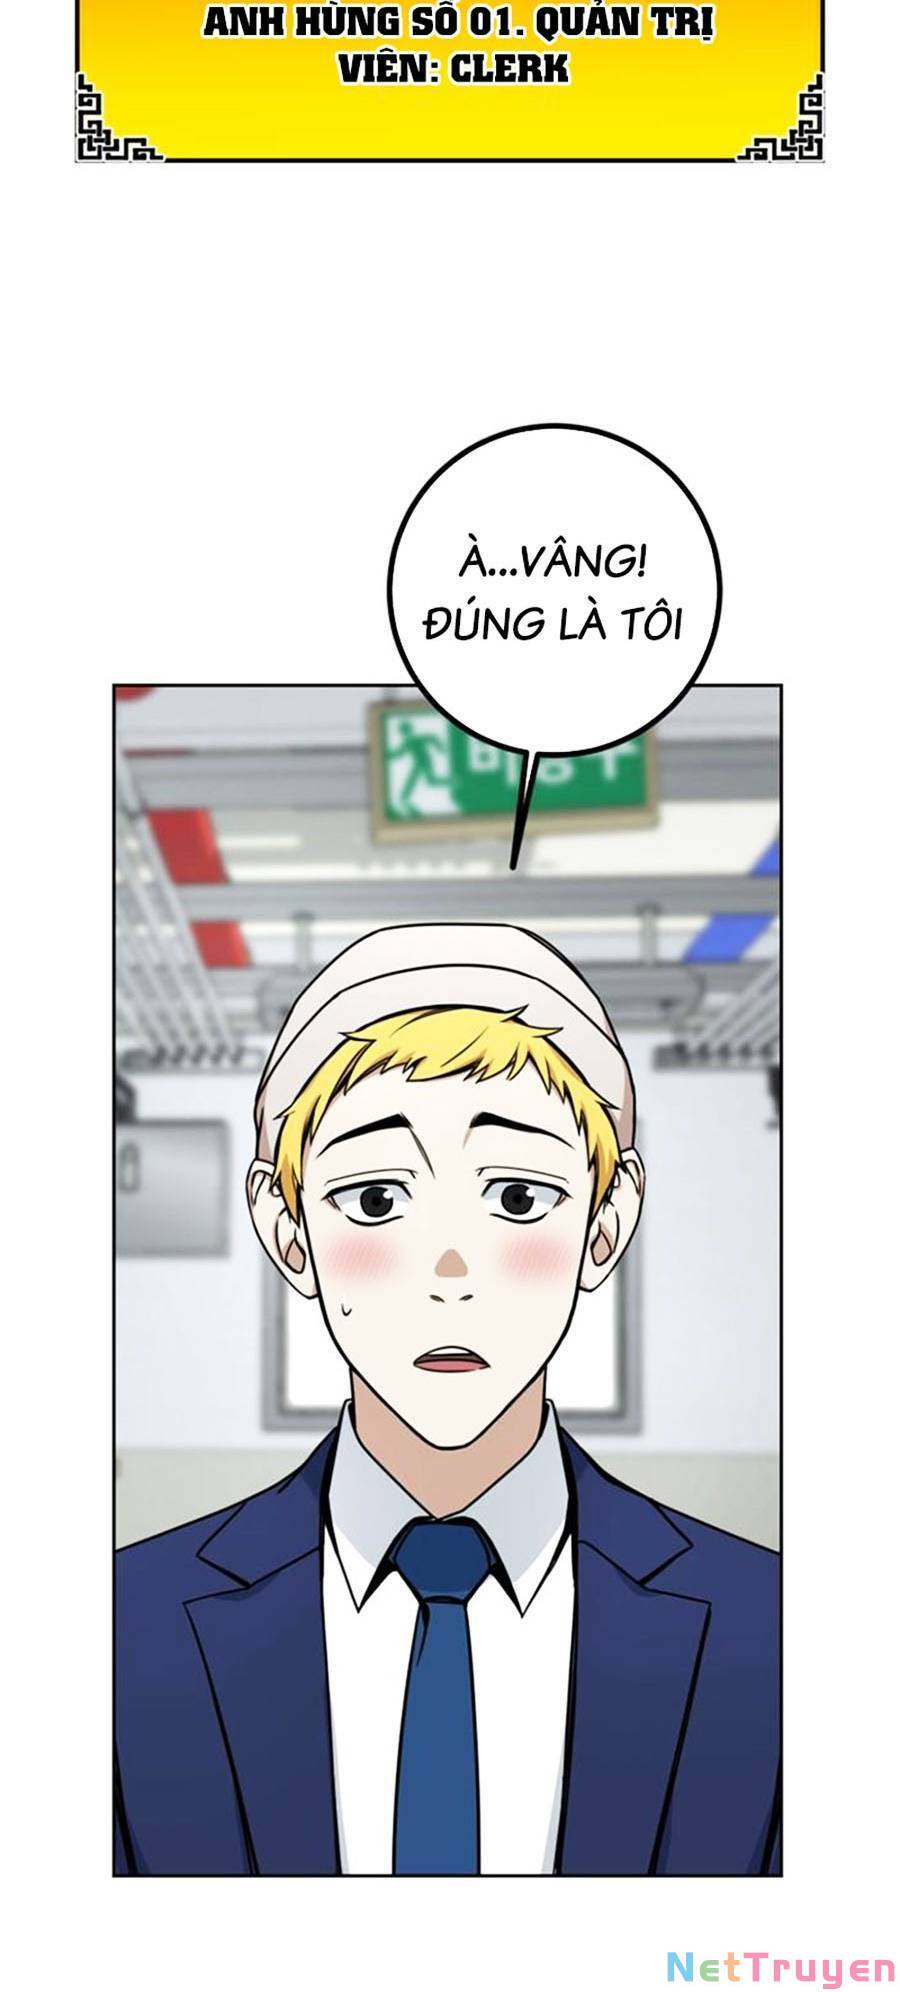 ANH HÙNG SỐ 01. QUẢN TRỊ
VIÊN: CLERK
À...VÂNG!
ĐÚNG LÀ TÔI
NetTruyen